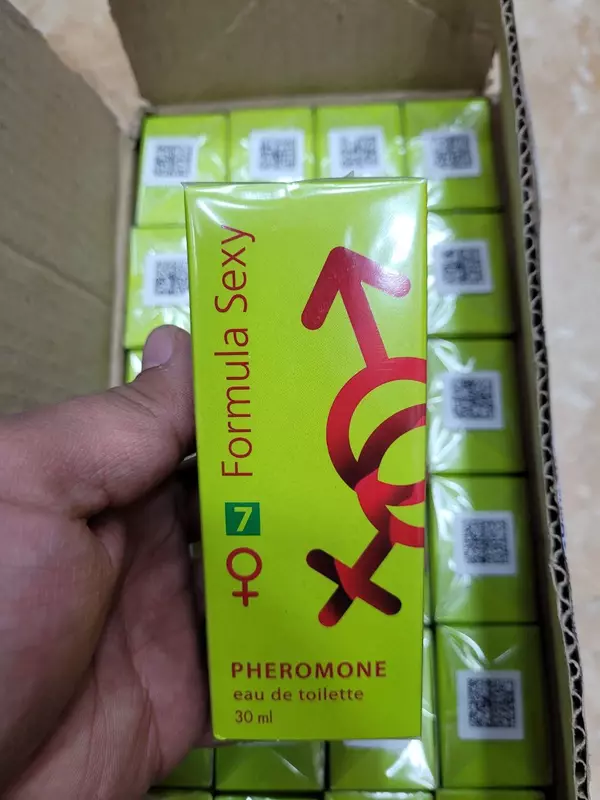 ♀ 7 Formula Sexy
PHEROMONE
eau de toilette
30 ml